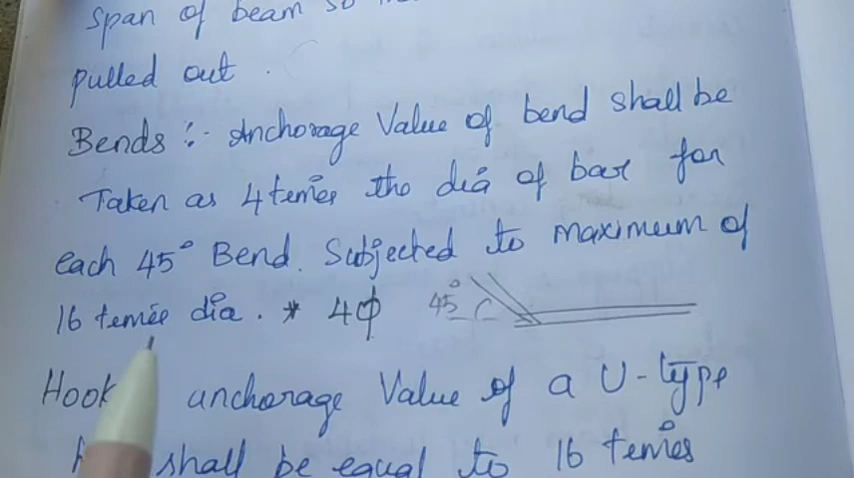 span of beam so
pulled out .
Bends :- Anchorage Value of bend shall be
Taken as 4 times the dia of bar for
each 45° Bend. Subjected to maximum of
16 times dia . * 4φ 45°
Hook anchorage Value of a U-type
shall be equal to 16 times